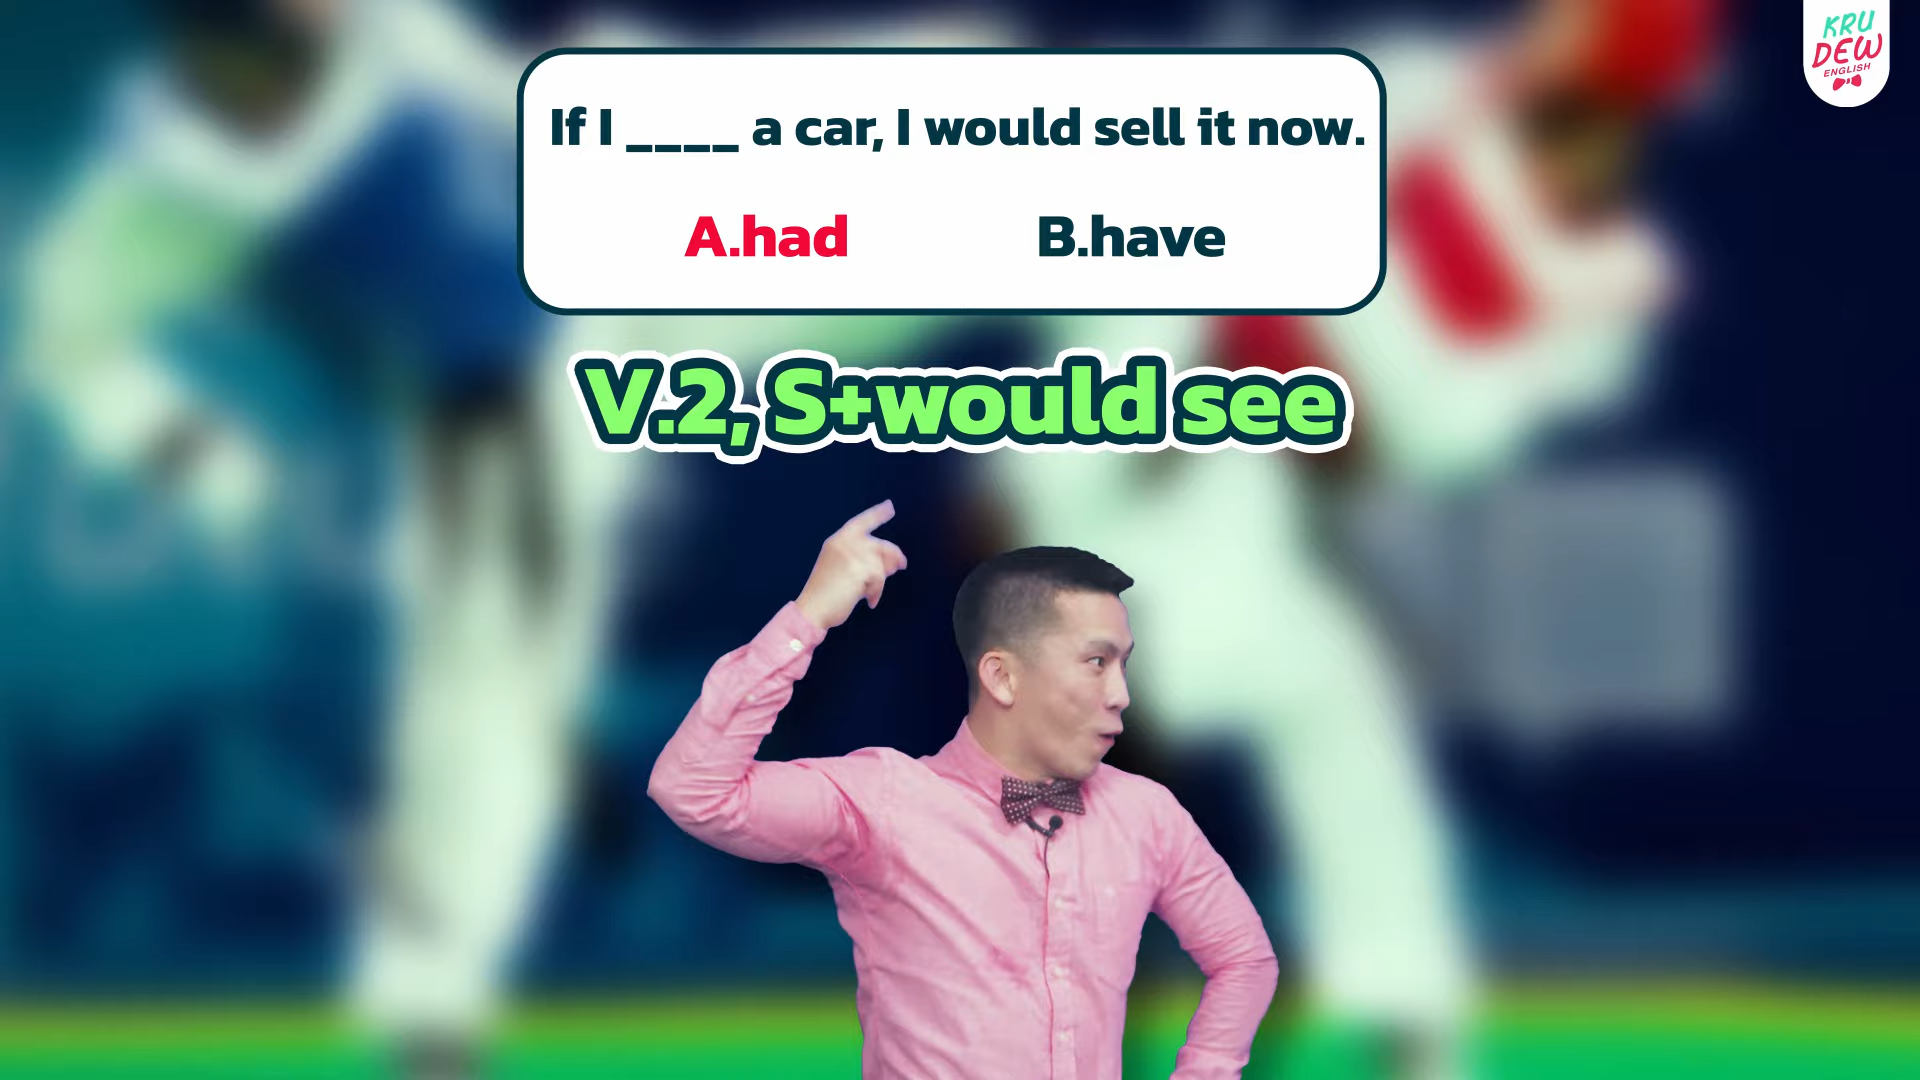 KRU
DEW
ENGLISH
If I ____ a car, I would sell it now.
A.had B.have
V.2, S+would see